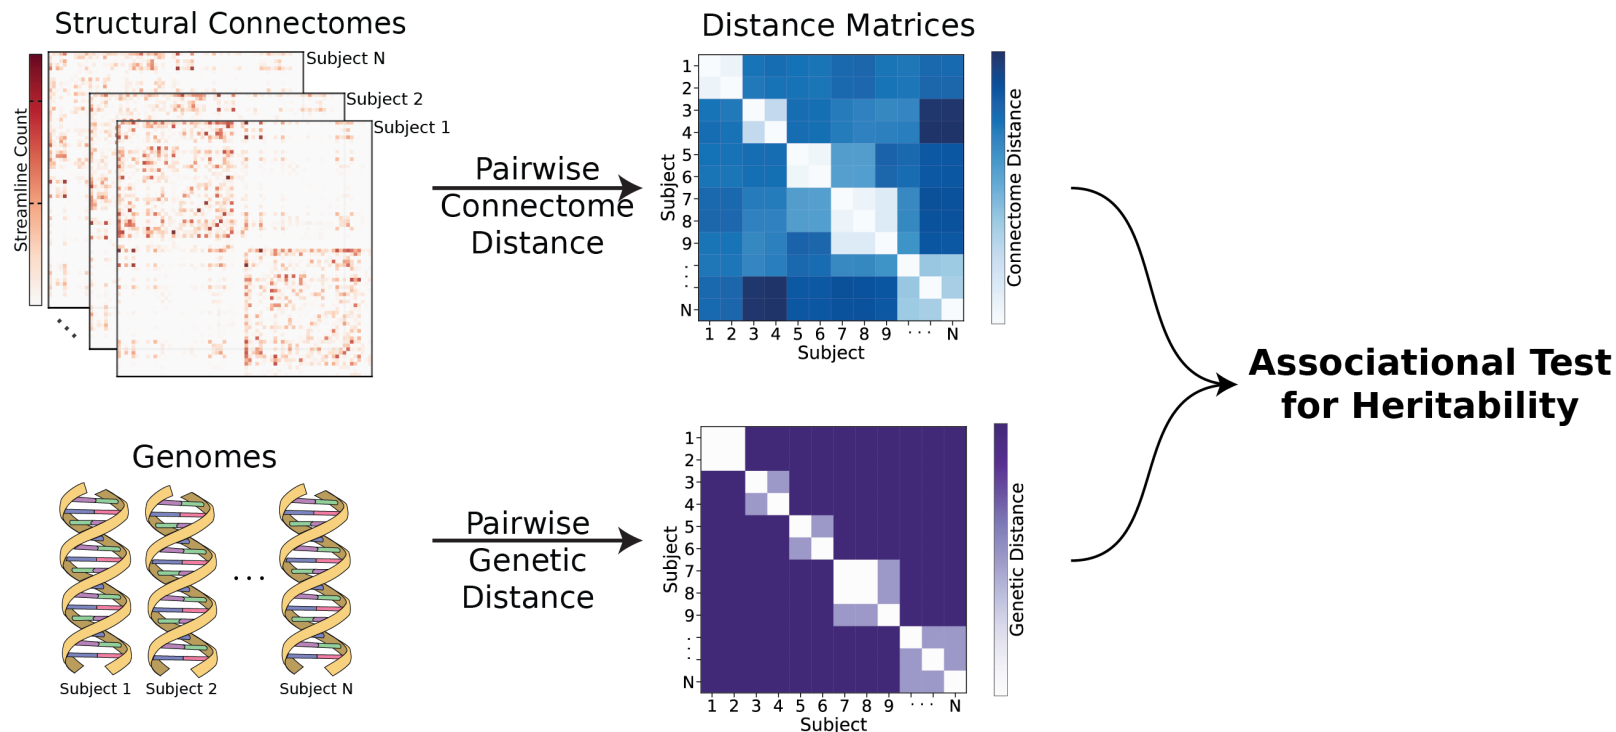 Structural Connectomes
Streamline Count
Subject N
Subject 2
Subject 1
Pairwise
Connectome
Distance
Distance Matrices
Subject
1
2
3
4
5
6
7
8
9
...
N
1 2 3 4 5 6 7 8 9 ... N
Subject
Connectome Distance
Genomes
...
Subject 1 Subject 2 Subject N
Pairwise
Genetic
Distance
Subject
1
2
3
4
5
6
7
8
9
...
N
1 2 3 4 5 6 7 8 9 ... N
Subject
Genetic Distance
Associational Test
for Heritability